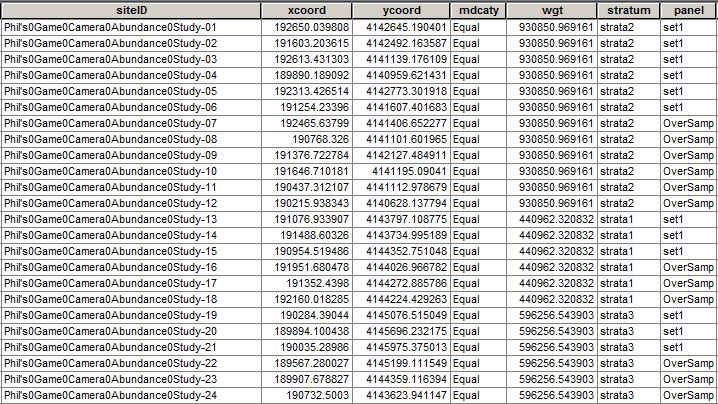 siteID xcoord ycoord mdcaty wgt stratum panel
Phil's0Game0Camera0Abundance0Study-01 192650.039808 4142645.190401 Equal 930850.969161 strata2 set1
Phil's0Game0Camera0Abundance0Study-02 191603.203615 4142492.163587 Equal 930850.969161 strata2 set1
Phil's0Game0Camera0Abundance0Study-03 192613.431303 4141139.176109 Equal 930850.969161 strata2 set1
Phil's0Game0Camera0Abundance0Study-04 189890.189092 4140959.621431 Equal 930850.969161 strata2 set1
Phil's0Game0Camera0Abundance0Study-05 192313.426514 4142773.301918 Equal 930850.969161 strata2 set1
Phil's0Game0Camera0Abundance0Study-06 191254.23396 4141607.401683 Equal 930850.969161 strata2 set1
Phil's0Game0Camera0Abundance0Study-07 192465.63799 4141406.652277 Equal 930850.969161 strata2 OverSamp
Phil's0Game0Camera0Abundance0Study-08 190768.326 4141101.601965 Equal 930850.969161 strata2 OverSamp
Phil's0Game0Camera0Abundance0Study-09 191376.722784 4142127.484911 Equal 930850.969161 strata2 OverSamp
Phil's0Game0Camera0Abundance0Study-10 191646.710181 4141195.09041 Equal 930850.969161 strata2 OverSamp
Phil's0Game0Camera0Abundance0Study-11 190437.312107 4141112.978679 Equal 930850.969161 strata2 OverSamp
Phil's0Game0Camera0Abundance0Study-12 190215.938343 4140628.137794 Equal 930850.969161 strata2 OverSamp
Phil's0Game0Camera0Abundance0Study-13 191076.933907 4143797.108775 Equal 440962.320832 strata1 set1
Phil's0Game0Camera0Abundance0Study-14 191488.60326 4143734.995189 Equal 440962.320832 strata1 set1
Phil's0Game0Camera0Abundance0Study-15 190954.519486 4144352.751048 Equal 440962.320832 strata1 set1
Phil's0Game0Camera0Abundance0Study-16 191951.680478 4144026.966782 Equal 440962.320832 strata1 OverSamp
Phil's0Game0Camera0Abundance0Study-17 191352.4398 4144272.885786 Equal 440962.320832 strata1 OverSamp
Phil's0Game0Camera0Abundance0Study-18 192160.018285 4144224.429263 Equal 440962.320832 strata1 OverSamp
Phil's0Game0Camera0Abundance0Study-19 190284.39044 4145076.515049 Equal 596256.543903 strata3 set1
Phil's0Game0Camera0Abundance0Study-20 189894.100438 4145696.232175 Equal 596256.543903 strata3 set1
Phil's0Game0Camera0Abundance0Study-21 190035.28986 4145975.375013 Equal 596256.543903 strata3 set1
Phil's0Game0Camera0Abundance0Study-22 189567.280027 4145199.111549 Equal 596256.543903 strata3 OverSamp
Phil's0Game0Camera0Abundance0Study-23 189907.678827 4144359.116394 Equal 596256.543903 strata3 OverSamp
Phil's0Game0Camera0Abundance0Study-24 190732.5003 4143623.941147 Equal 596256.543903 strata3 OverSamp